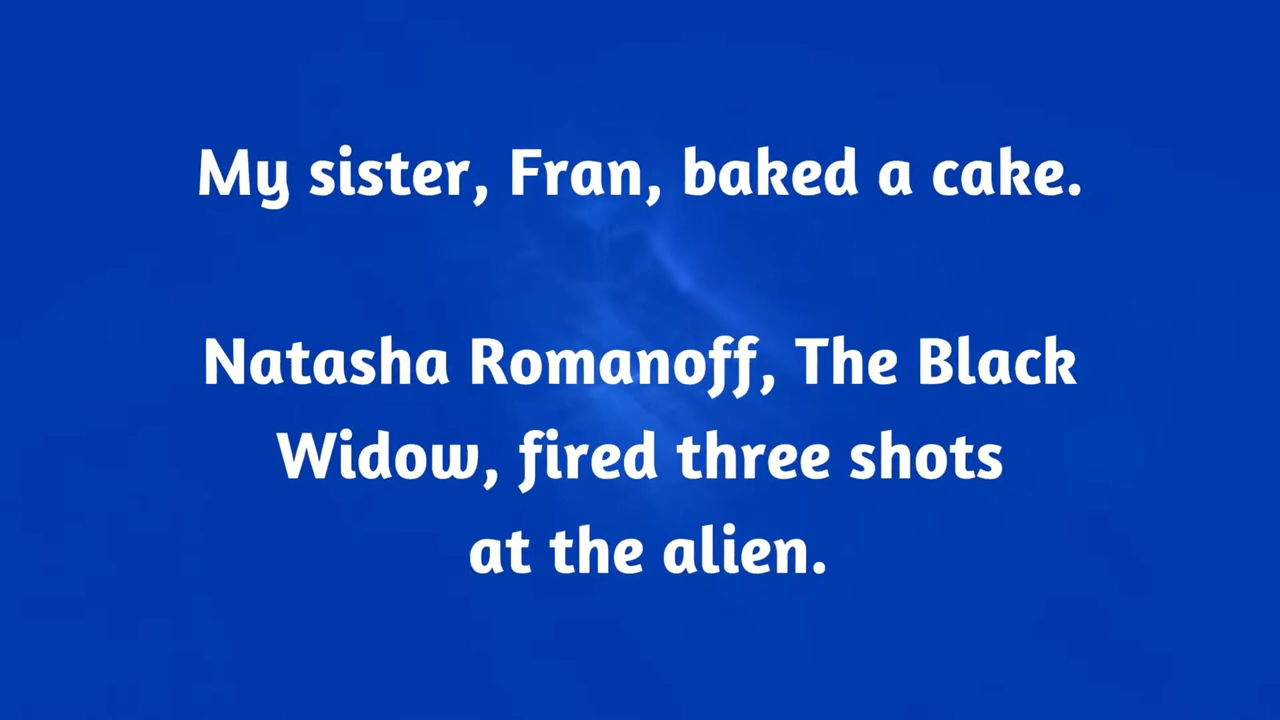 My sister, Fran, baked a cake.
Natasha Romanoff, The Black
Widow, fired three shots
at the alien.